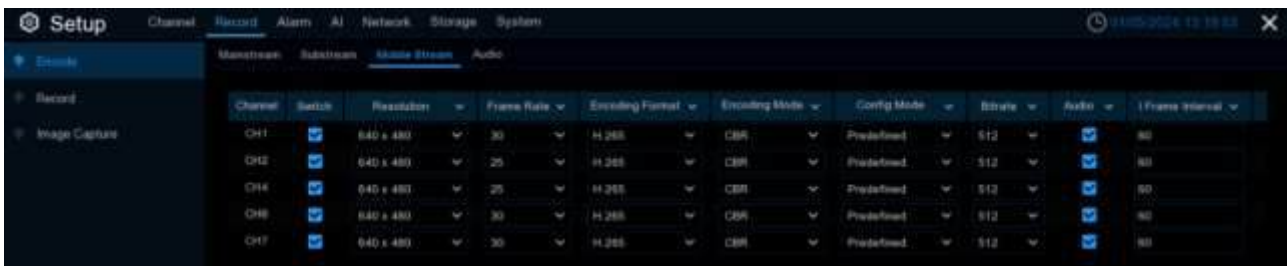 Setup Channel Record Alarm AI Network Storage System
Encode Mainstream Substream Mobile Stream Audio
Record
Image Capture
Channel Switch Resolution Frame Rate Encoding Format Encoding Mode Config Mode Bitrate Audio I Frame Interval
CH1 640 x 480 30 H.265 CBR Predefined 512 60
CH2 640 x 480 25 H.265 CBR Predefined 512
CH4 640 x 480 25 H.265 CBR Predefined 512
640 x 480 30 H.265 CBR Predefined 512
CH7 640 x 480 30 H.265 CBR Predefined 512